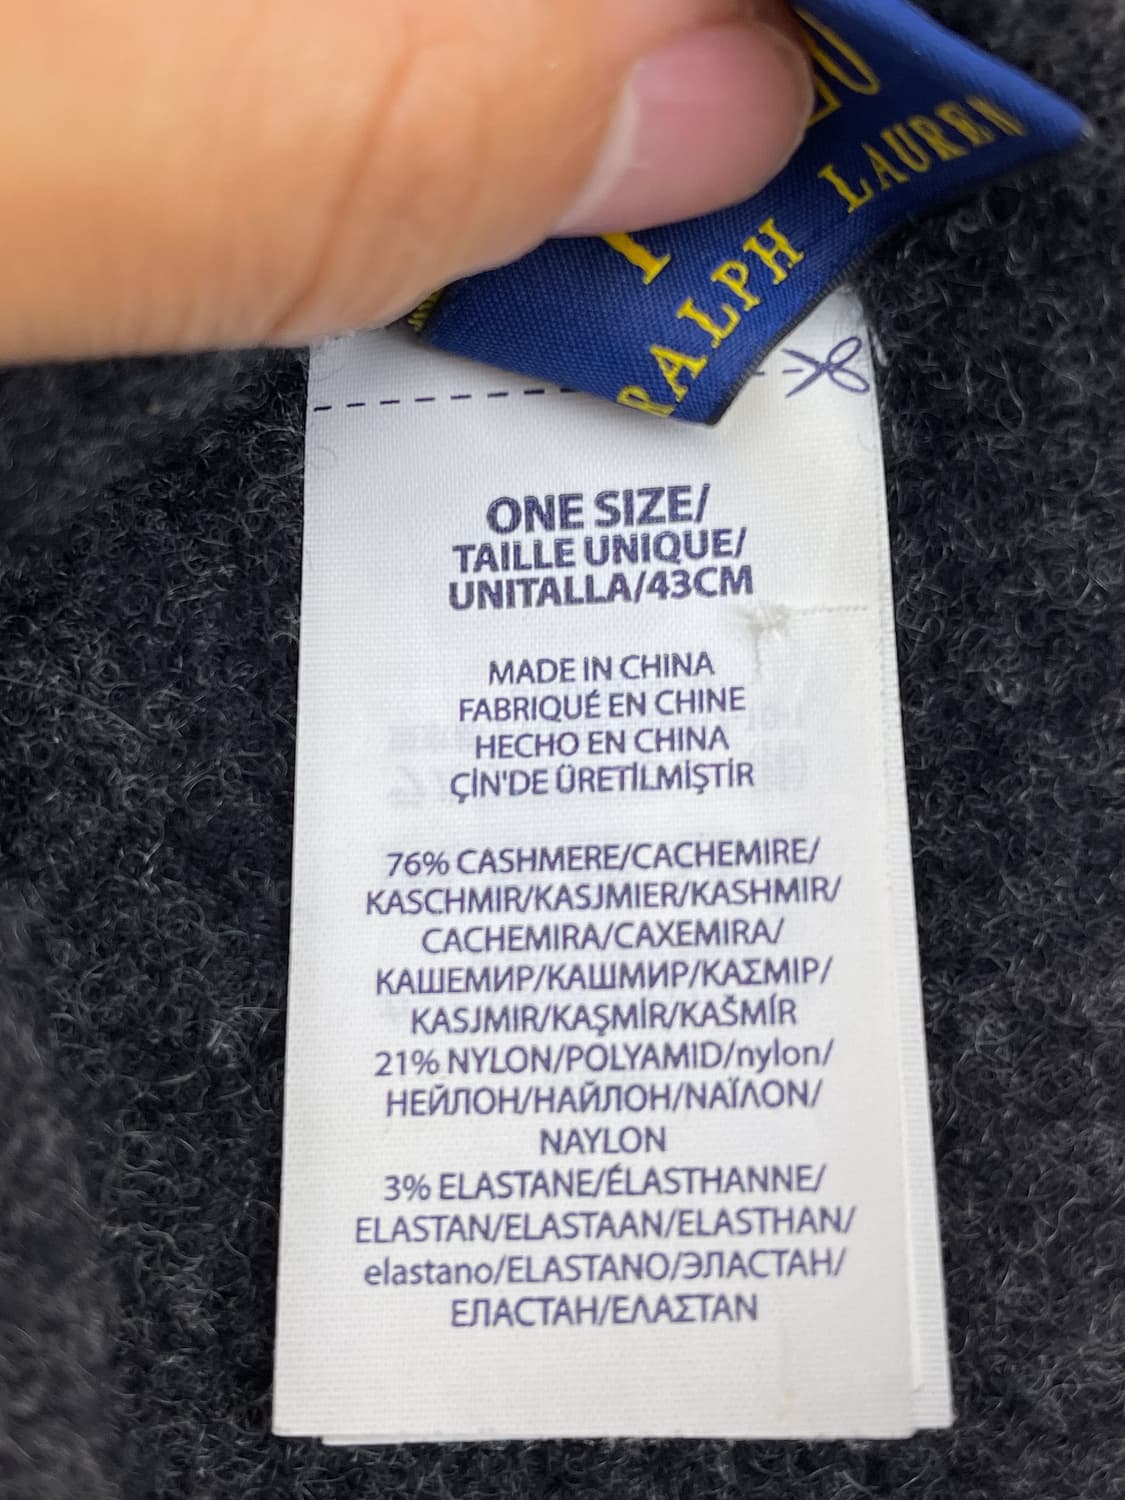 RALPH LAUREN
ONE SIZE/
TAILLE UNIQUE/
UNITALLA/43CM
MADE IN CHINA
FABRIQUÉ EN CHINE
HECHO EN CHINA
ÇİN'DE ÜRETİLMİŞTİR
76% CASHMERE/CACHEMIRE/
KASCHMIR/KASJMIER/KASHMIR/
CACHEMIRA/CAXEMIRA/
КАШЕМИР/КАШМИР/ΚΑΣΜΙΡ/
KASJMIR/KAŞMİR/KAŠMÍR
21% NYLON/POLYAMID/nylon/
НЕЙЛОН/НАЙЛОН/ΝΑΪΛΟΝ/
NAYLON
3% ELASTANE/ÉLASTHANNE/
ELASTAN/ELASTAAN/ELASTHAN/
elastano/ELASTANO/ЭЛАСТАН/
ЕЛАСТАН/ΕΛΑΣΤΑΝ